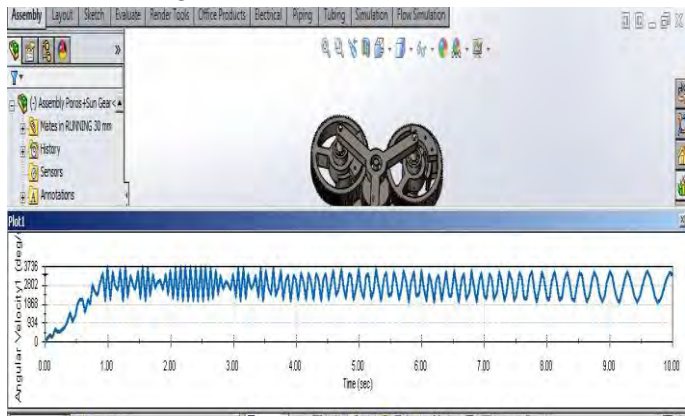 Assembly Layout Sketch Evaluate Render Tools Office Products Electrical Piping Tubing Simulation Flow Simulation
(-) Assembly Poros +Sun Gear <
Mates in RUNNING 30 mm
History
Sensors
Annotations
Plot1
Angular Velocity1 (deg/
3736
2802
1868
934
0
0.00 1.00 2.00 3.00 4.00 5.00 6.00 7.00 8.00 9.00 10.00
Time (sec)